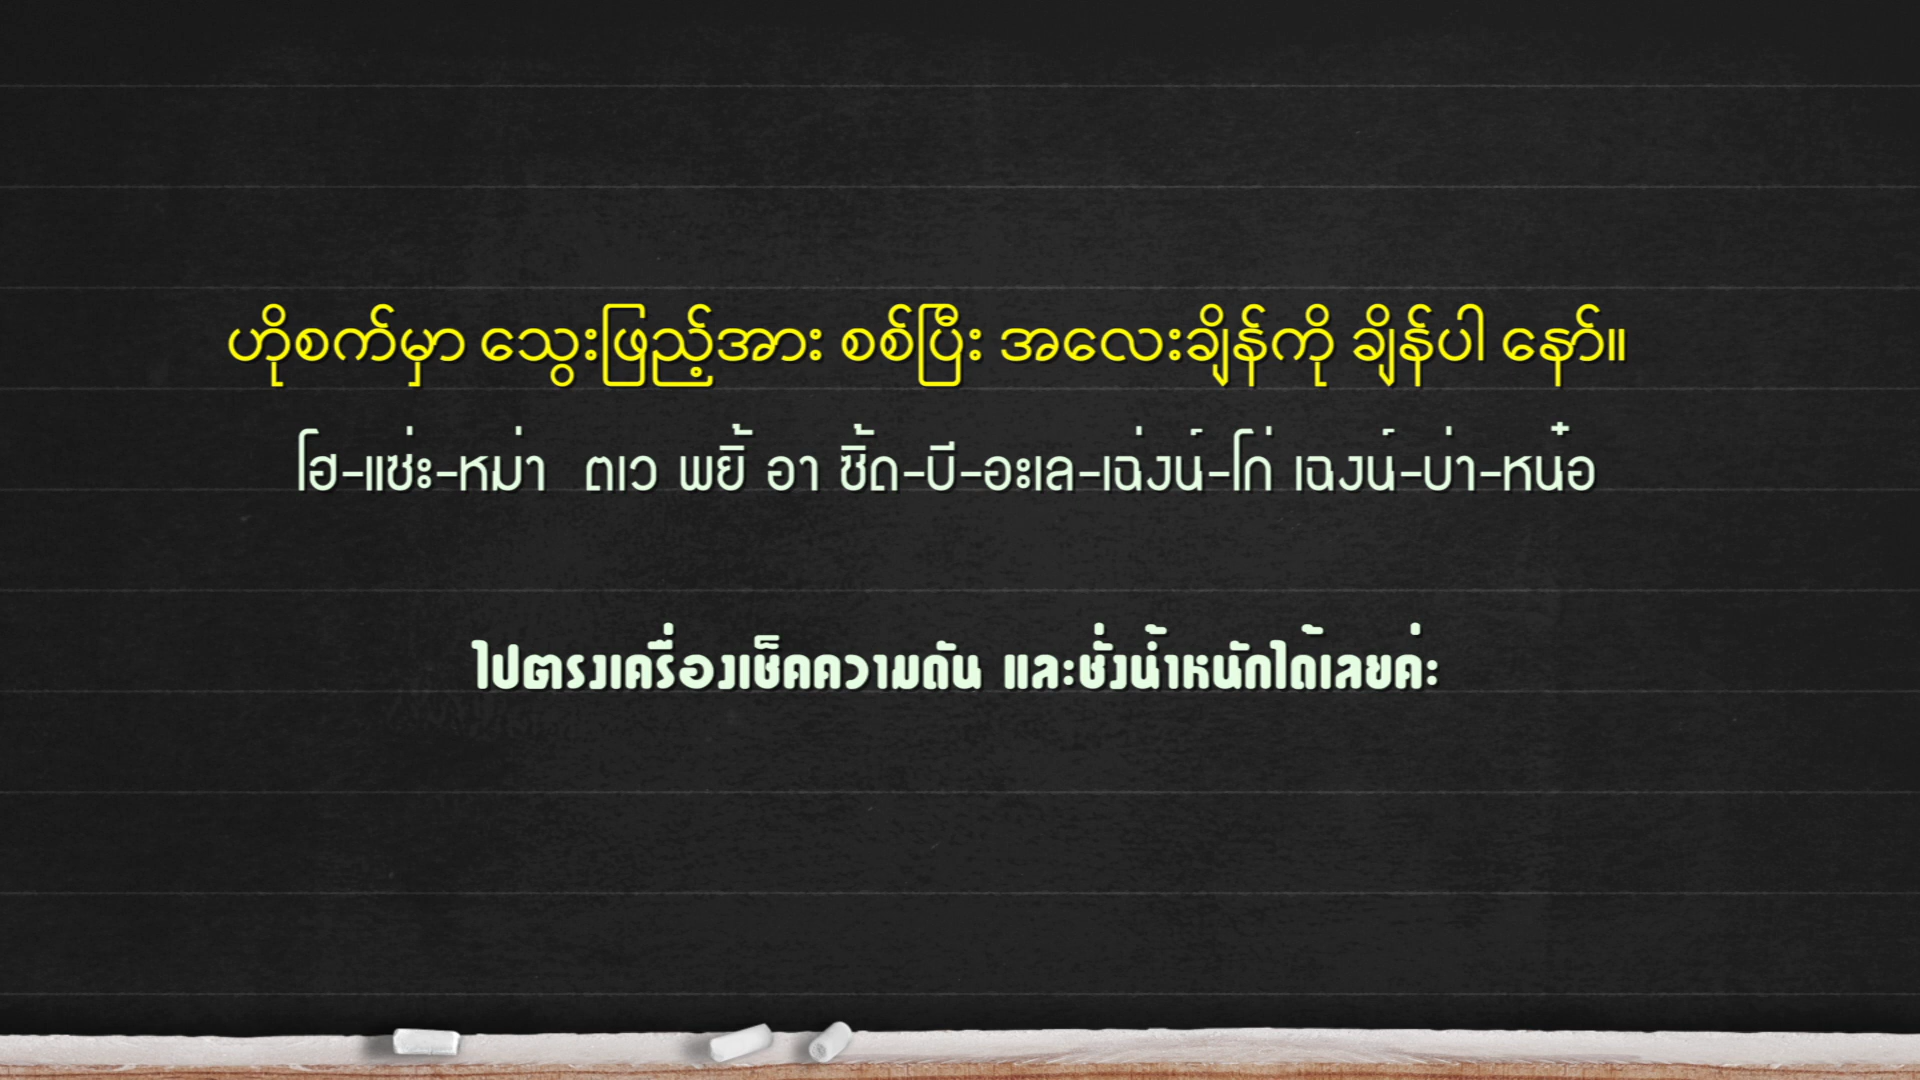 ဟိုစက်မှာ သွေးဖြည့်အား စစ်ပြီး အလေးချိန်ကို ချိန်ပါ နော်။
โฮ-แซ่ะ-หม่า ตเว พยิ้ อา ซิ้ด-บี-อะเล-เฉ่งน์-โก่ เฉงน์-บ่า-หน๋อ
ไปตรงเครื่องเช็คความดัน และชั่งน้ำหนักได้เลยค่ะ